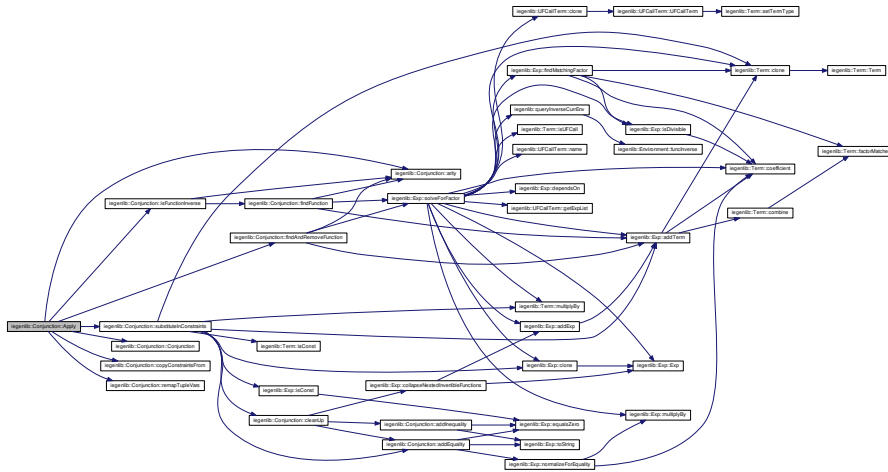 iegenlib::UFCallTerm::clone
iegenlib::UFCallTerm::UFCallTerm
iegenlib::Term::setTermType
iegenlib::Exp::findMatchingFactor
iegenlib::Term::clone
iegenlib::Term::Term
iegenlib::queryInverseCurrEnv
iegenlib::Term::isUFCall
iegenlib::Exp::isDivisible
iegenlib::UFCallTerm::name
iegenlib::Environment::funcInverse
iegenlib::Term::factorMatches
iegenlib::Conjunction::arity
iegenlib::Term::coefficient
iegenlib::Exp::dependsOn
iegenlib::Conjunction::isFunctionInverse
iegenlib::Conjunction::findFunction
iegenlib::Exp::solveForFactor
iegenlib::UFCallTerm::getExpList
iegenlib::Term::combine
iegenlib::Conjunction::findAndRemoveFunction
iegenlib::Exp::addTerm
iegenlib::Term::multiplyBy
iegenlib::Conjunction::Apply
iegenlib::Conjunction::substituteInConstraints
iegenlib::Exp::addExp
iegenlib::Conjunction::Conjunction
iegenlib::Term::isConst
iegenlib::Conjunction::copyConstraintsFrom
iegenlib::Exp::clone
iegenlib::Exp::Exp
iegenlib::Conjunction::remapTupleVars
iegenlib::Exp::isConst
iegenlib::Exp::collapseNestedInvertibleFunctions
iegenlib::Conjunction::cleanUp
iegenlib::Conjunction::addInequality
iegenlib::Exp::equalsZero
iegenlib::Exp::multiplyBy
iegenlib::Conjunction::addEquality
iegenlib::Exp::toString
iegenlib::Exp::normalizeForEquality